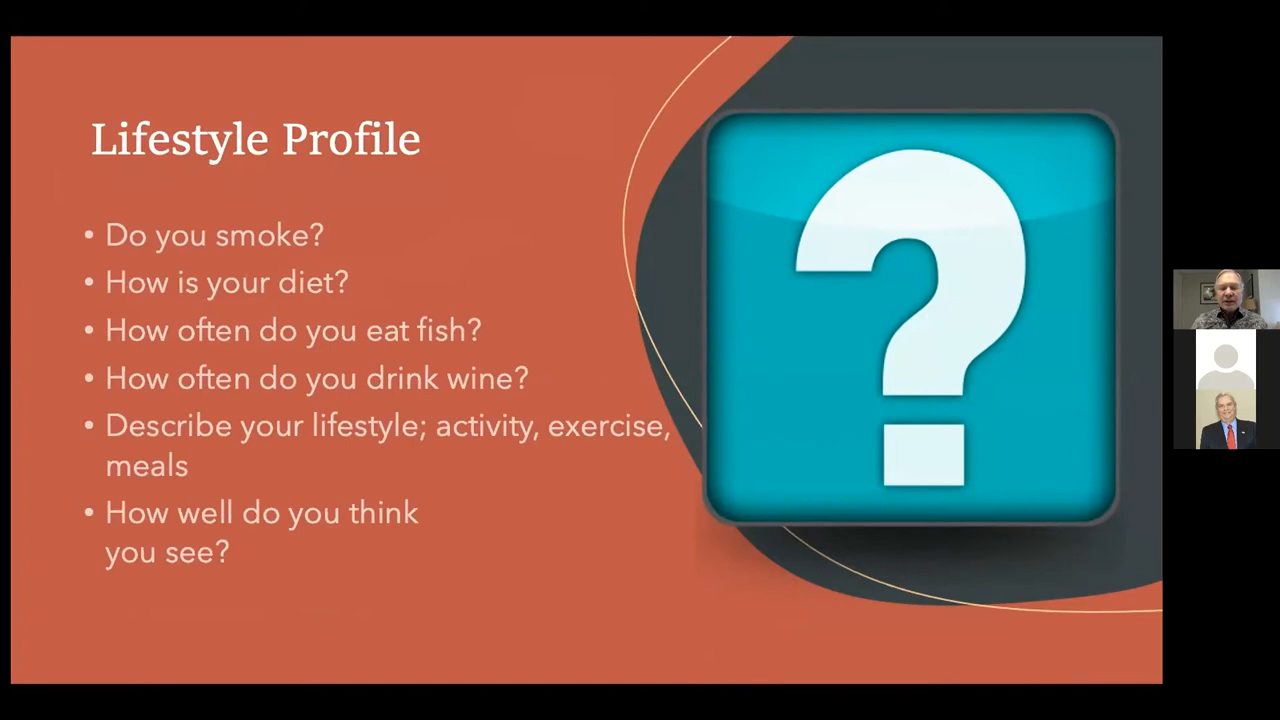 Lifestyle Profile
• Do you smoke?
• How is your diet?
• How often do you eat fish?
• How often do you drink wine?
• Describe your lifestyle; activity, exercise,
meals
• How well do you think
you see?
?